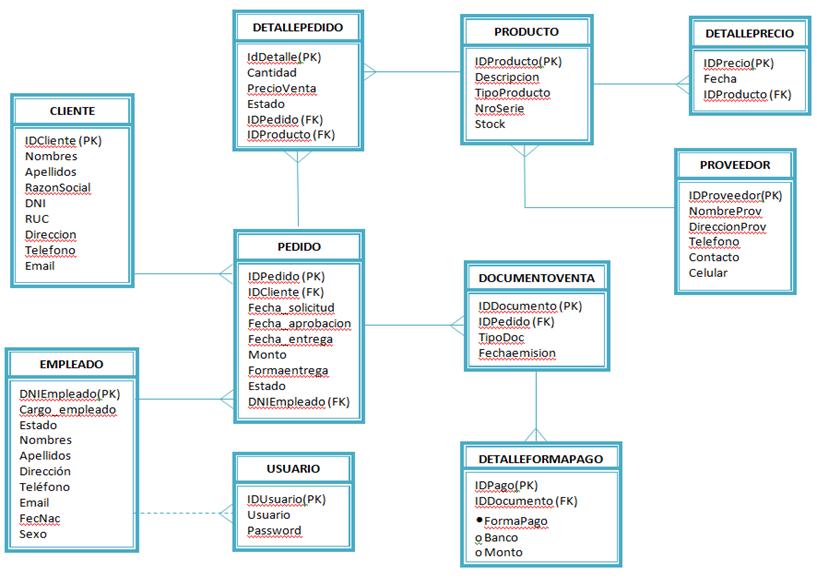 CLIENTE
IDCliente (PK)
Nombres
Apellidos
RazonSocial
DNI
RUC
Direccion
Telefono
Email
DETALLEPEDIDO
IdDetalle(PK)
Cantidad
PrecioVenta
Estado
IDPedido (FK)
IDProducto (FK)
PRODUCTO
IDProducto(PK)
Descripcion
TipoProducto
NroSerie
Stock
DETALLEPRECIO
IDPrecio(PK)
Fecha
IDProducto (FK)
PROVEEDOR
IDProveedor(PK)
NombreProv
DireccionProv
Telefono
Contacto
Celular
PEDIDO
IDPedido (PK)
IDCliente (FK)
Fecha_solicitud
Fecha_aprobacion
Fecha_entrega
Monto
Formaentrega
Estado
DNIEmpleado (FK)
DOCUMENTOVENTA
IDDocumento (PK)
IDPedido (FK)
TipoDoc
Fechaemision
EMPLEADO
DNIEmpleado(PK)
Cargo_empleado
Estado
Nombres
Apellidos
Dirección
Teléfono
Email
FecNac
Sexo
USUARIO
IDUsuario(PK)
Usuario
Password
DETALLEFORMAPAGO
IDPago(PK)
IDDocumento (FK)
•FormaPago
o Banco
o Monto